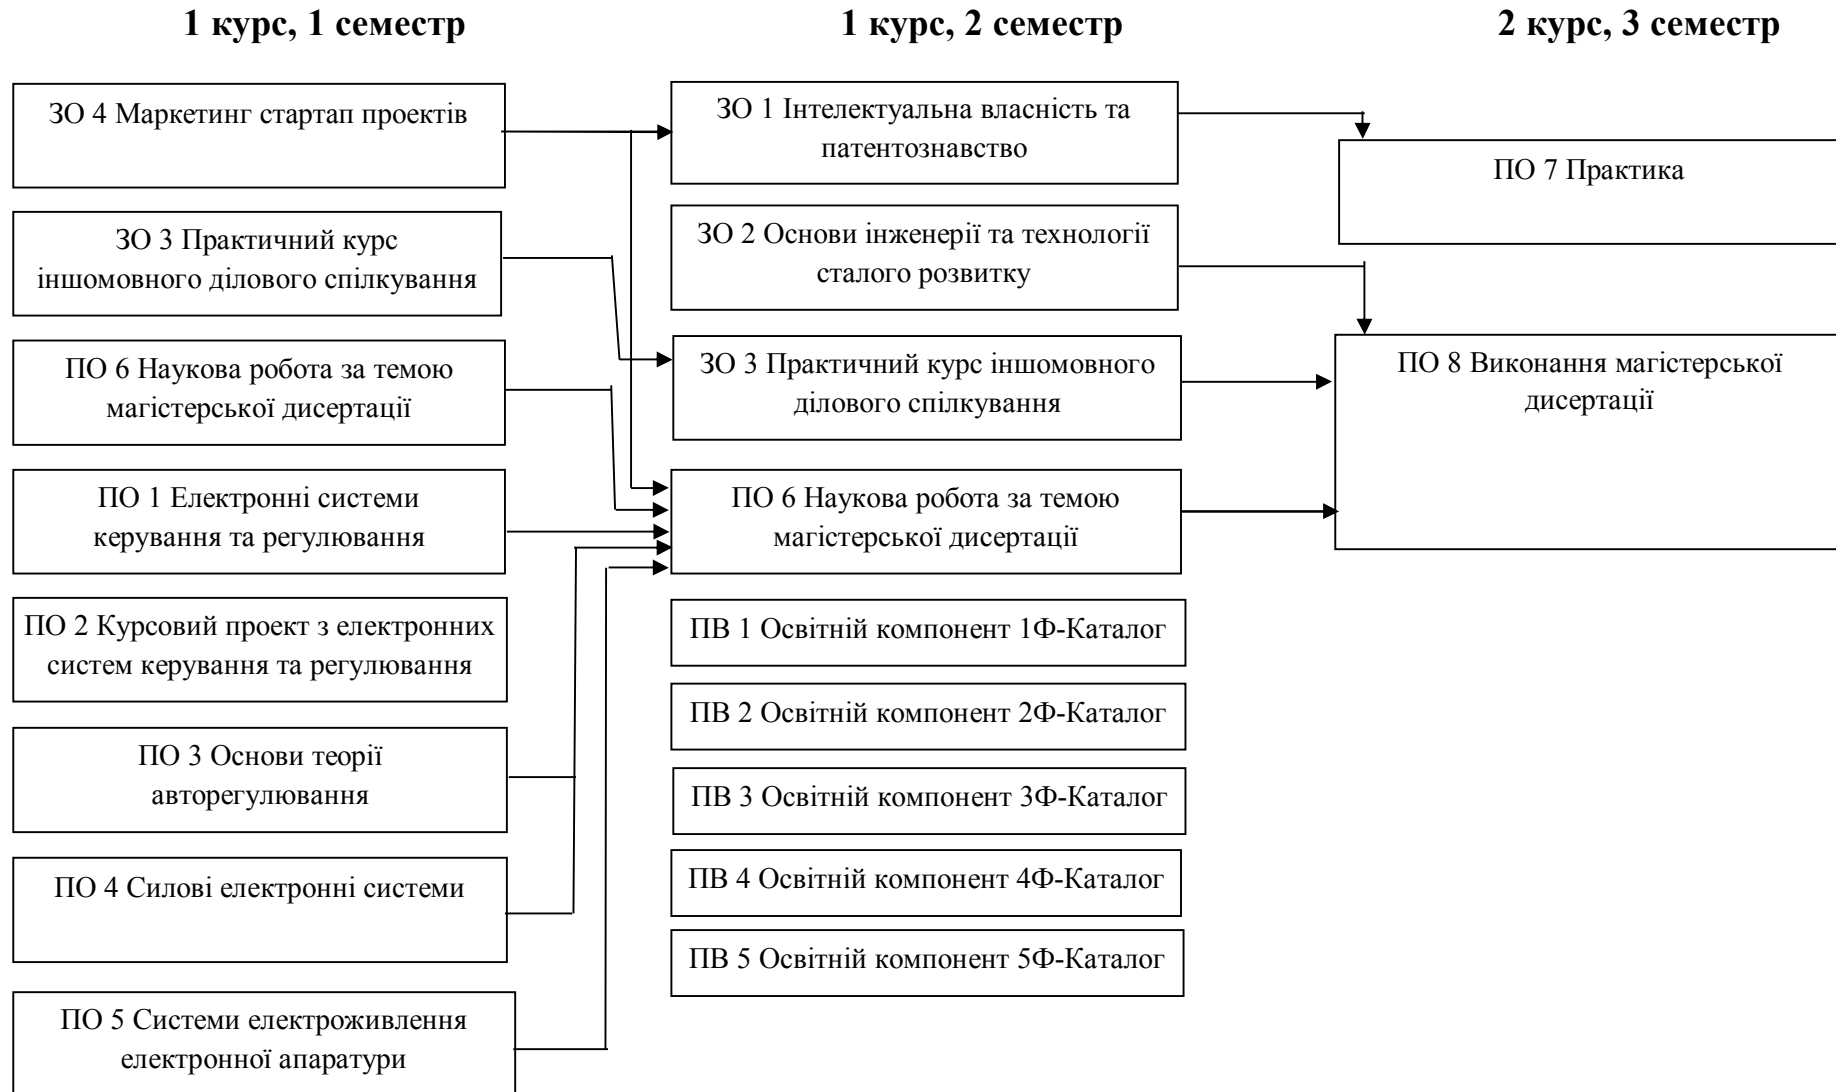 1 курс, 1 семестр
1 курс, 2 семестр
2 курс, 3 семестр
ЗО 4 Маркетинг стартап проектів
ЗО 3 Практичний курс
іншомовного ділового спілкування
ПО 6 Наукова робота за темою
магістерської дисертації
ПО 1 Електронні системи
керування та регулювання
ПО 2 Курсовий проект з електронних
систем керування та регулювання
ПО 3 Основи теорії
авторегулювання
ПО 4 Силові електронні системи
ПО 5 Системи електроживлення
електронної апаратури
ЗО 1 Інтелектуальна власність та
патентознавство
ЗО 2 Основи інженерії та технології
сталого розвитку
ЗО 3 Практичний курс іншомовного
ділового спілкування
ПО 6 Наукова робота за темою
магістерської дисертації
ПВ 1 Освітній компонент 1Ф-Каталог
ПВ 2 Освітній компонент 2Ф-Каталог
ПВ 3 Освітній компонент 3Ф-Каталог
ПВ 4 Освітній компонент 4Ф-Каталог
ПВ 5 Освітній компонент 5Ф-Каталог
ПО 7 Практика
ПО 8 Виконання магістерської
дисертації